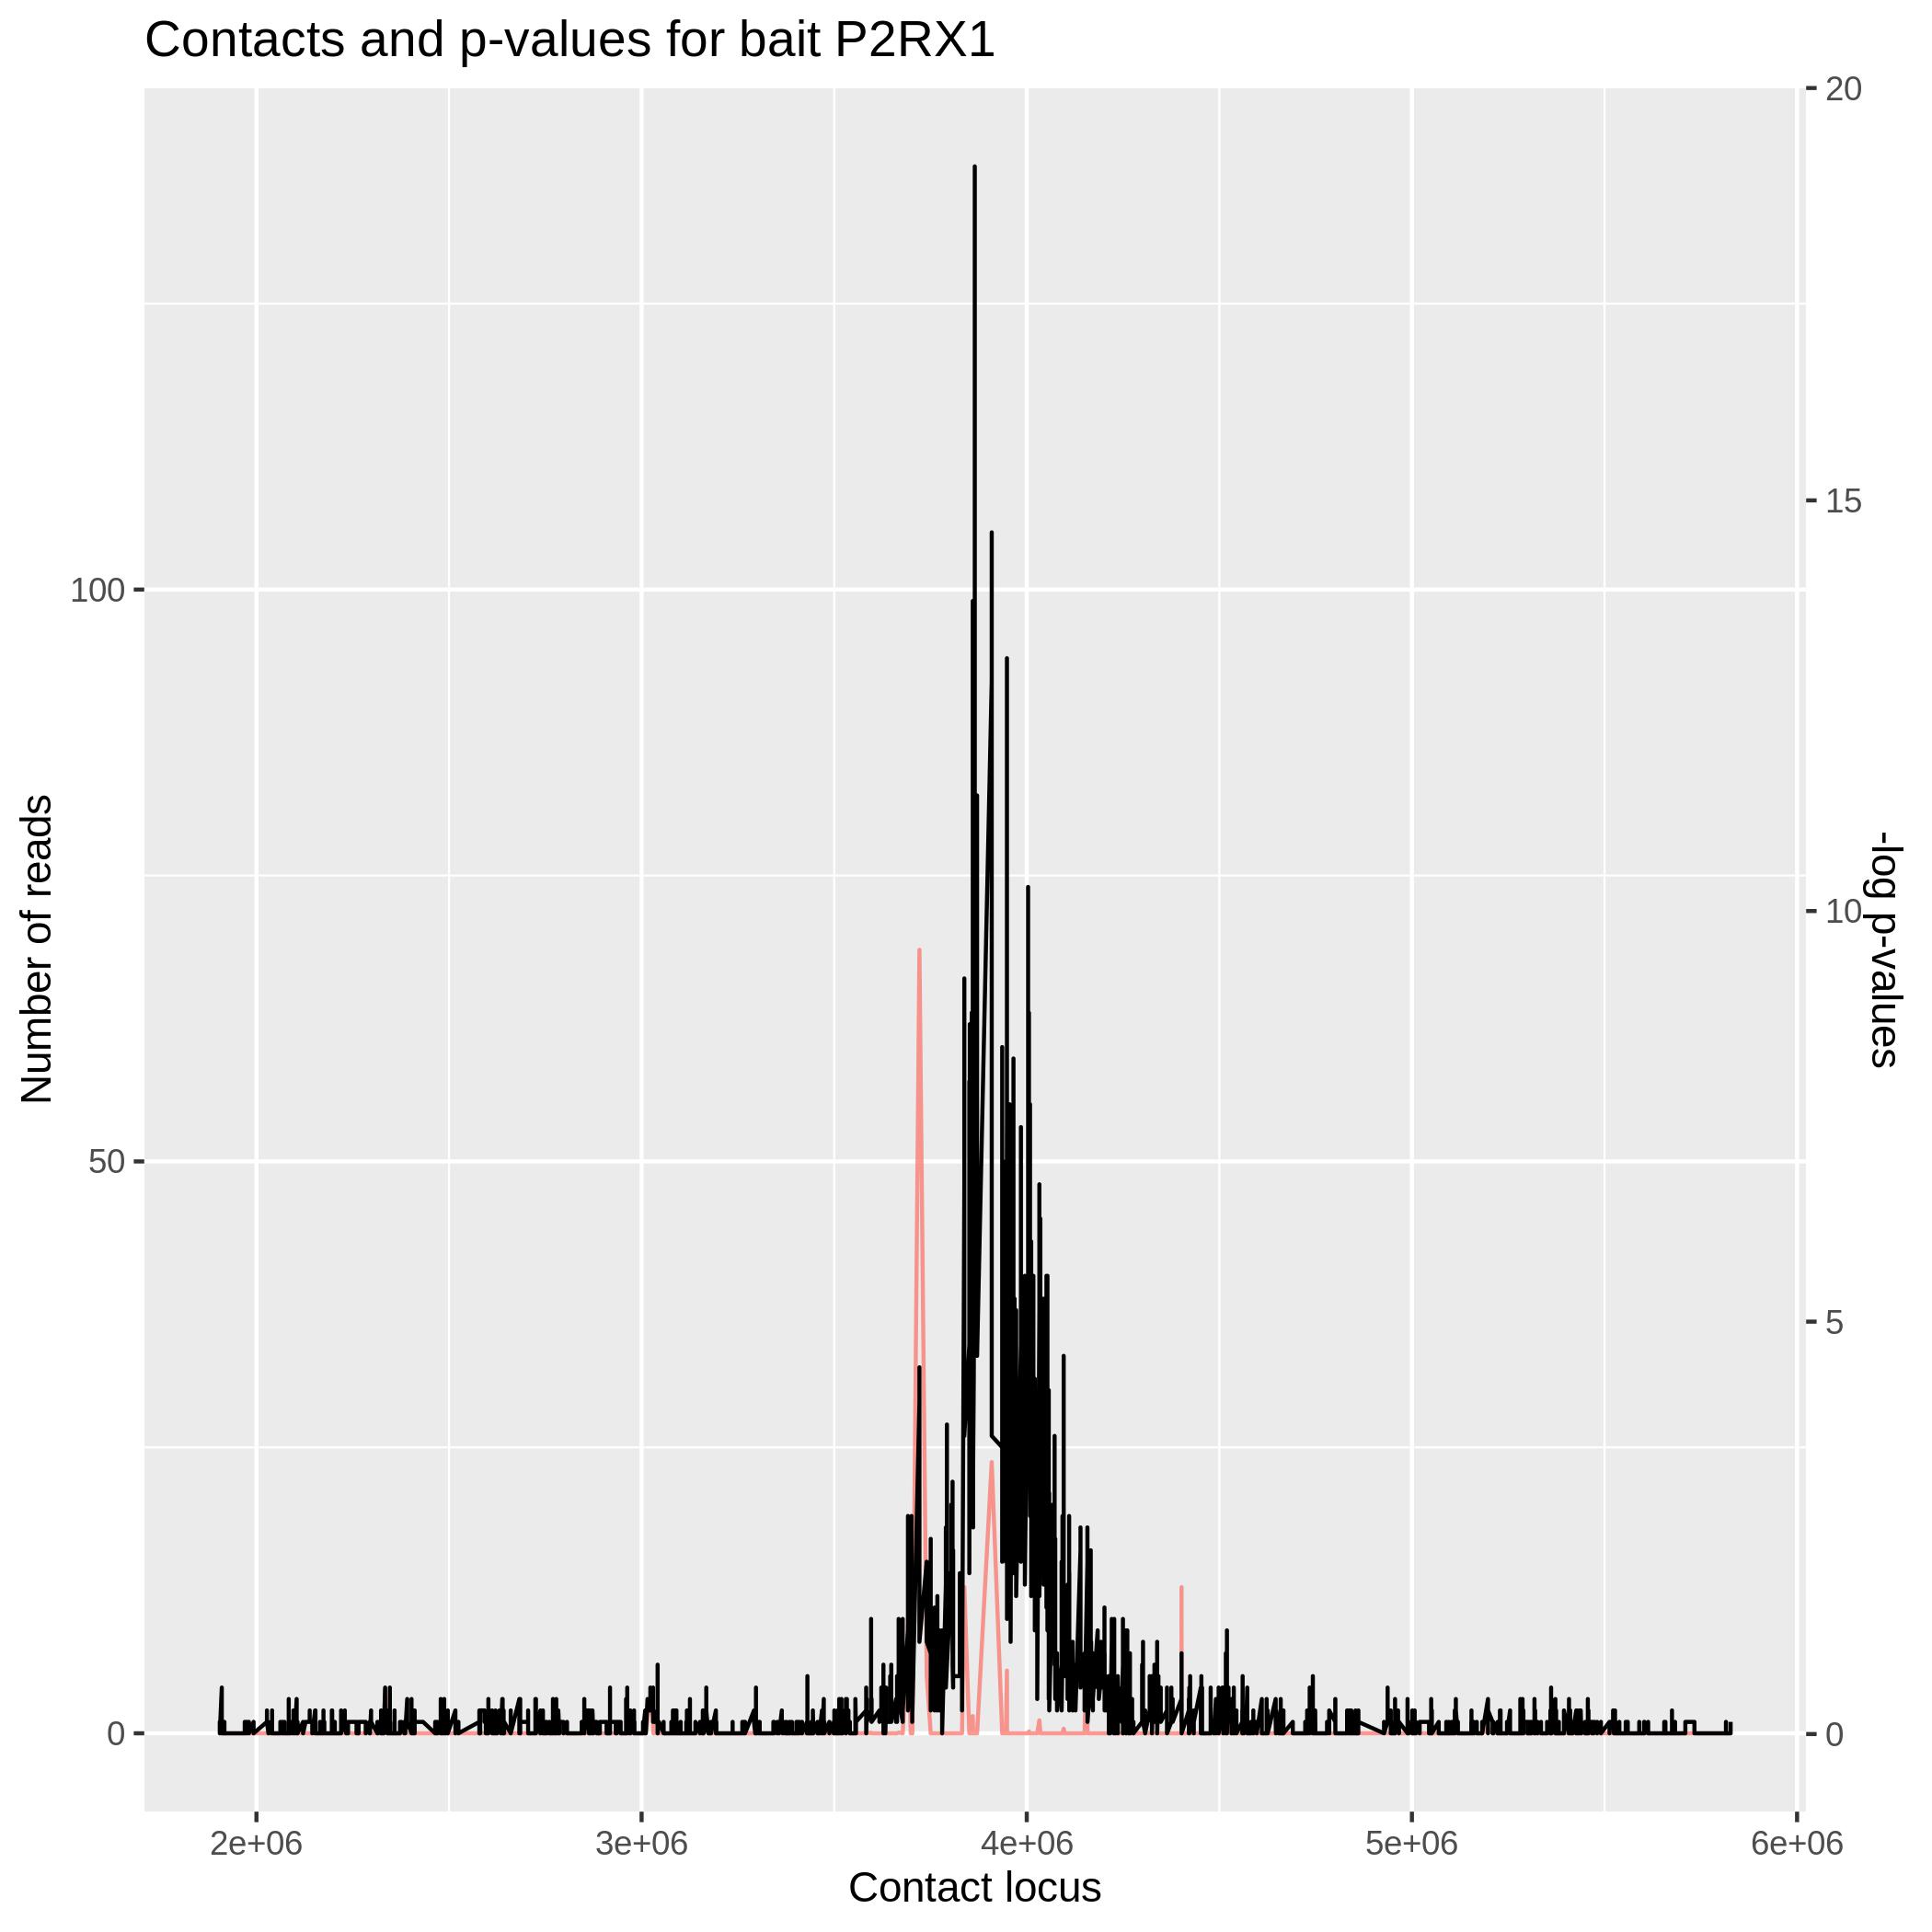 Contacts and p-values for bait P2RX1
20
15
100
10
50
5
0
0
2e+06
3e+06
4e+06
5e+06
6e+06
Contact locus
Number of reads
-log p-values